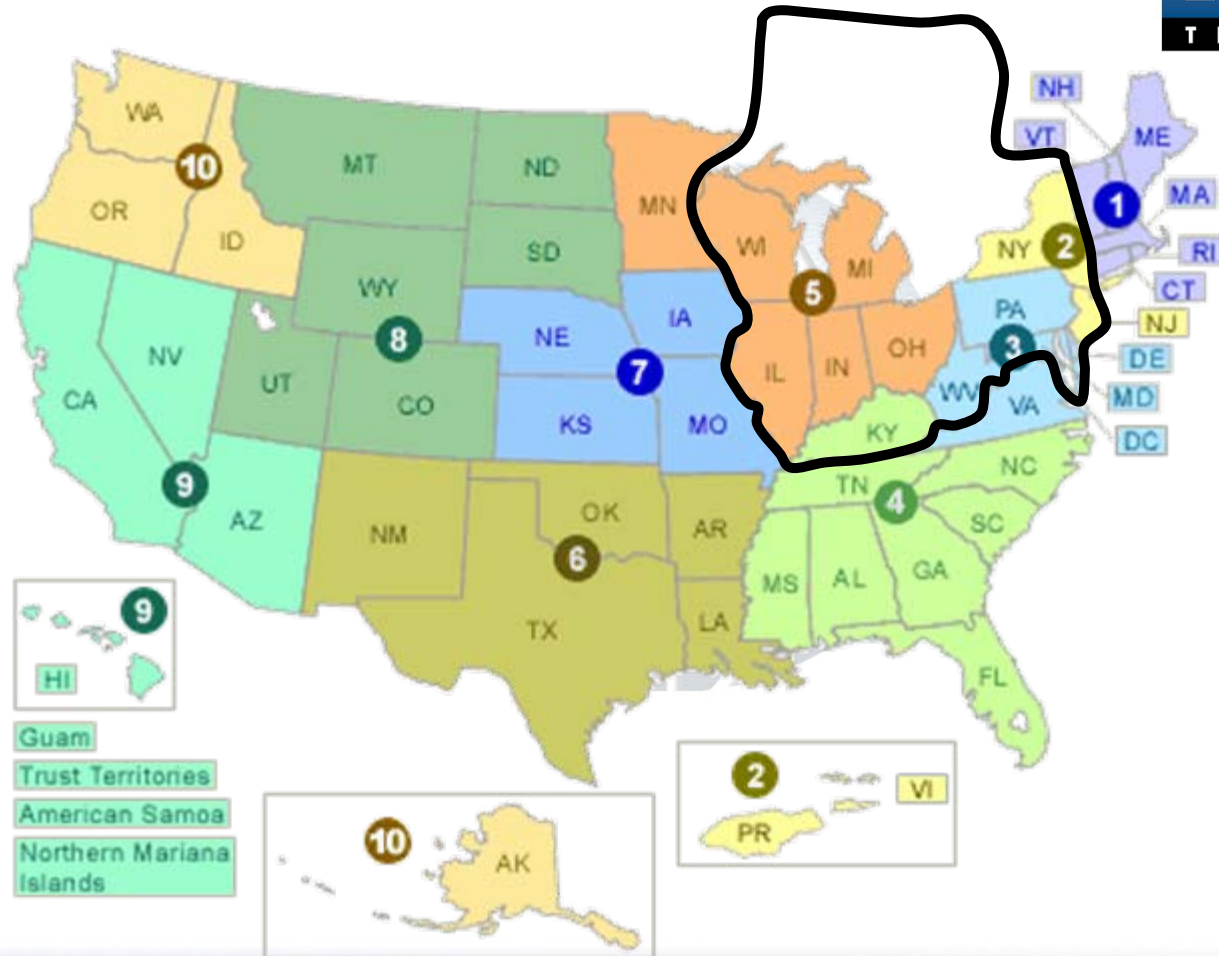 T
NH
VT
ME
WA
10
MT
ND
MN
1
MA
OR
ID
SD
WI
NY
2
RI
MI
CT
WY
5
PA
NJ
NV
8
NE
IA
3
DE
UT
7
IL
IN
OH
CA
CO
KS
MO
WV
VA
MD
KY
DC
9
AZ
NM
OK
AR
TN
4
NC
SC
6
MS
AL
GA
9
TX
LA
HI
FL
Guam
Trust Territories
American Samoa
Northern Mariana
Islands
10
AK
2
VI
PR